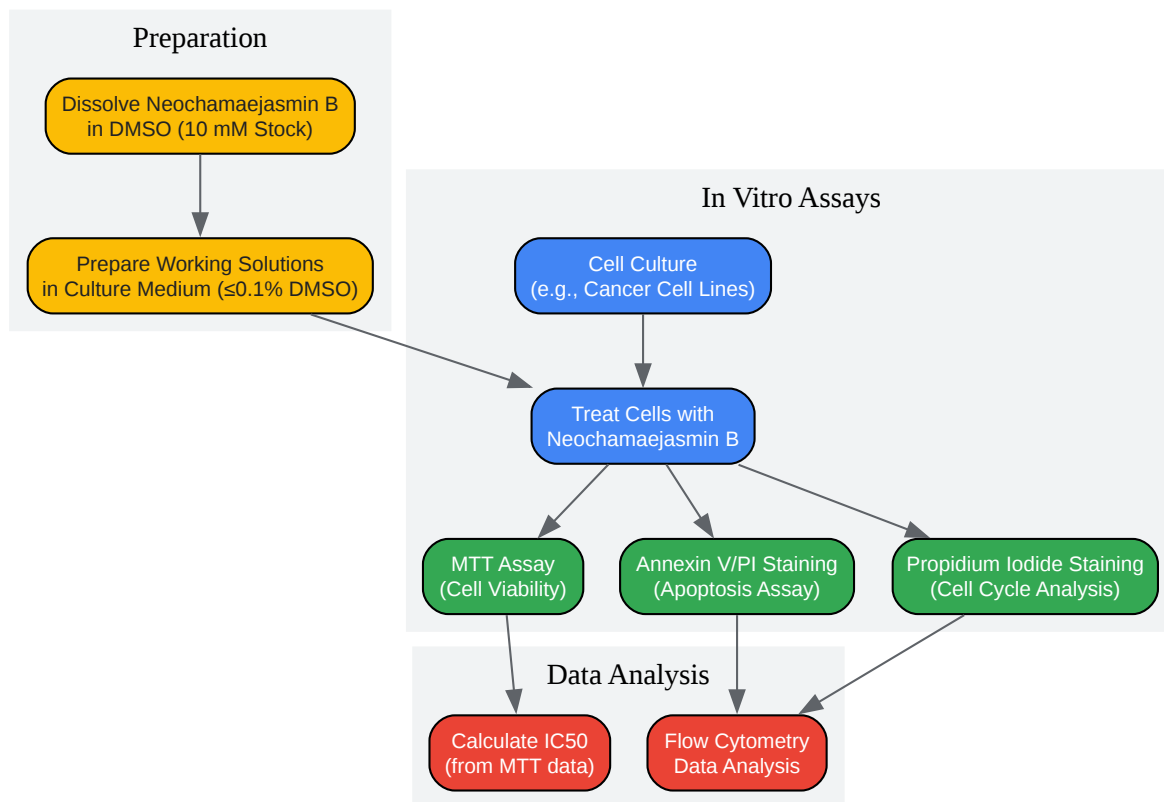 Preparation
Dissolve Neochamaejasmin B
in DMSO (10 mM Stock)
Prepare Working Solutions
in Culture Medium (≤0.1% DMSO)
In Vitro Assays
Cell Culture
(e.g., Cancer Cell Lines)
Treat Cells with
Neochamaejasmin B
MTT Assay
(Cell Viability)
Annexin V/PI Staining
(Apoptosis Assay)
Propidium Iodide Staining
(Cell Cycle Analysis)
Data Analysis
Calculate IC50
(from MTT data)
Flow Cytometry
Data Analysis